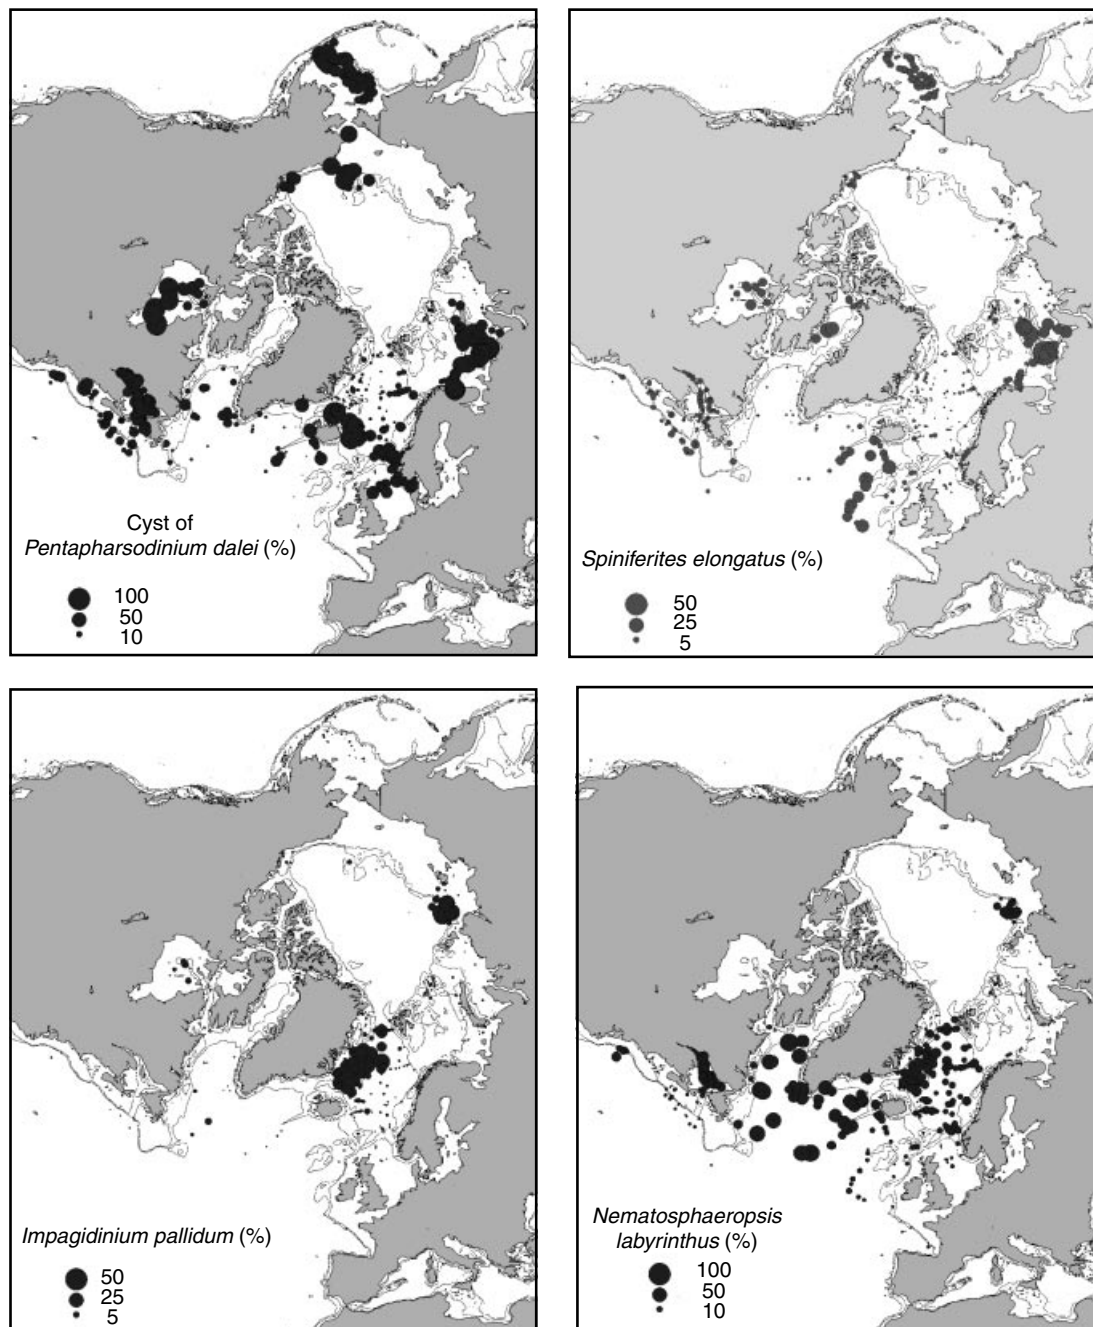 Cyst of
Pentapharsodinium dalei (%)
100
50
10
Spiniferites elongatus (%)
50
25
5
Impagidinium pallidum (%)
50
25
5
Nematosphaeropsis
labyrinthus (%)
100
50
10